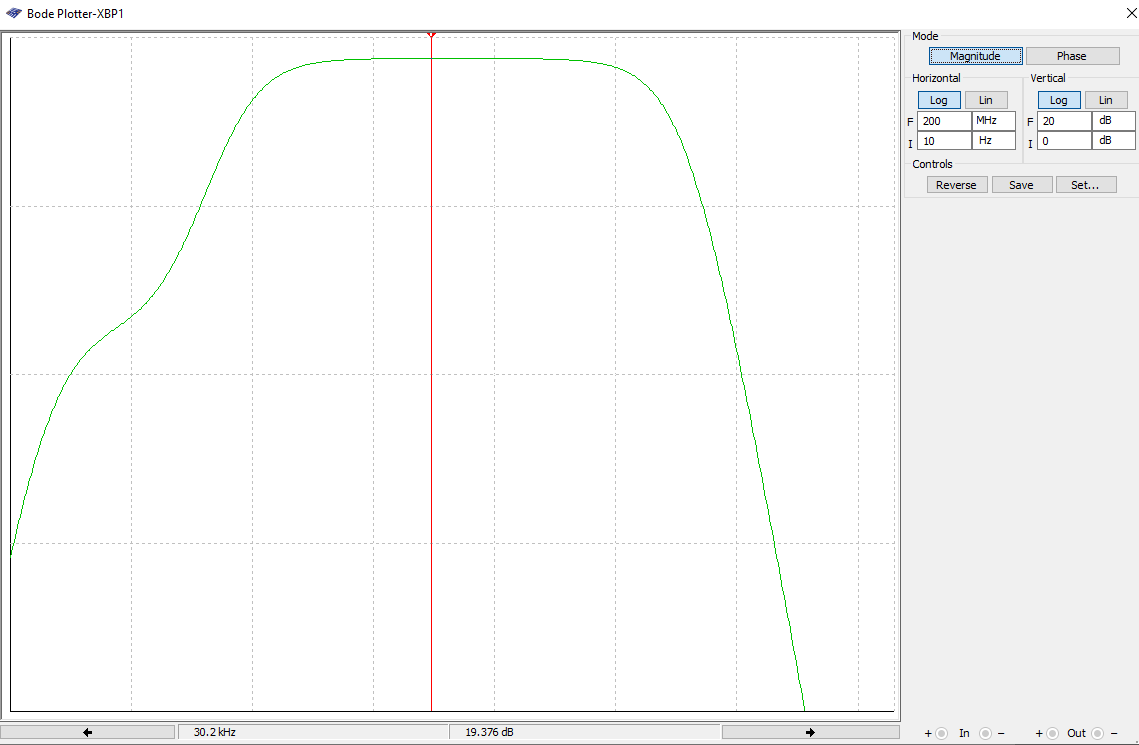 Bode Plotter-XBP1
Mode
Magnitude Phase
Horizontal Vertical
Log Lin Log Lin
F 200 MHz F 20 dB
I 10 Hz I 0 dB
Controls
Reverse Save Set...
30.2 kHz 19.376 dB
+ In − + Out −